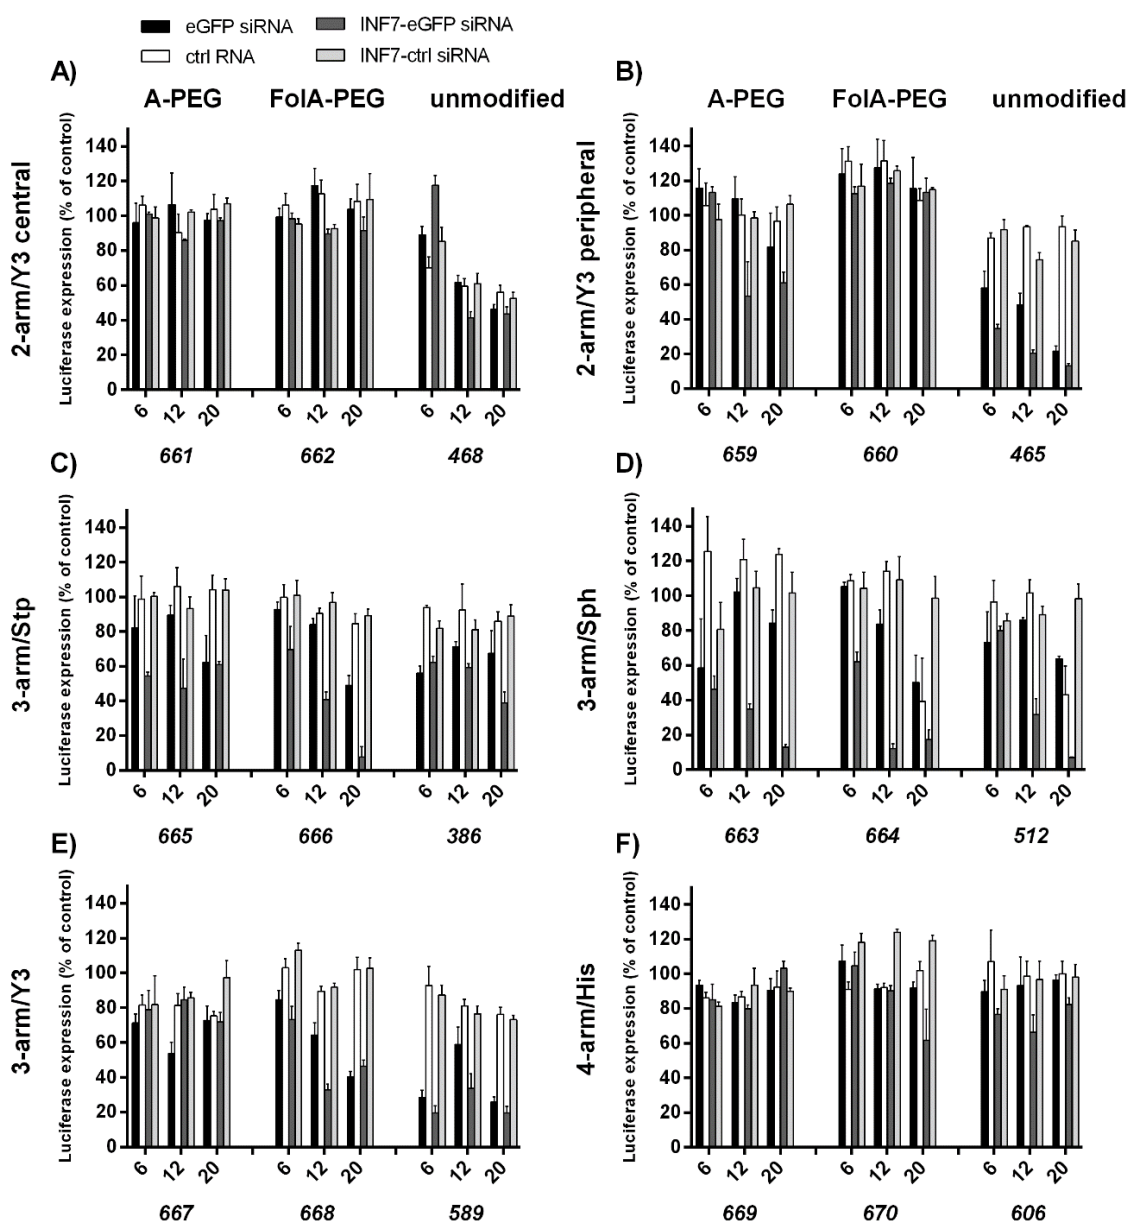 eGFP siRNA INF7-eGFP siRNA
ctrl RNA INF7-ctrl siRNA
A)
A-PEG FolA-PEG unmodified
2-arm/Y3 central
Luciferase expression (% of control)
140
120
100
80
60
40
20
0
6 12 20 6 12 20 6 12 20
661 662 468
B)
A-PEG FolA-PEG unmodified
2-arm/Y3 peripheral
Luciferase expression (% of control)
140
120
100
80
60
40
20
0
6 12 20 6 12 20 6 12 20
659 660 465
C)
3-arm/Stp
Luciferase expression (% of control)
140
120
100
80
60
40
20
0
6 12 20 6 12 20 6 12 20
665 666 386
D)
3-arm/Sph
Luciferase expression (% of control)
140
120
100
80
60
40
20
0
6 12 20 6 12 20 6 12 20
663 664 512
E)
3-arm/Y3
Luciferase expression (% of control)
140
120
100
80
60
40
20
0
6 12 20 6 12 20 6 12 20
667 668 589
F)
4-arm/His
Luciferase expression (% of control)
140
120
100
80
60
40
20
0
6 12 20 6 12 20 6 12 20
669 670 606